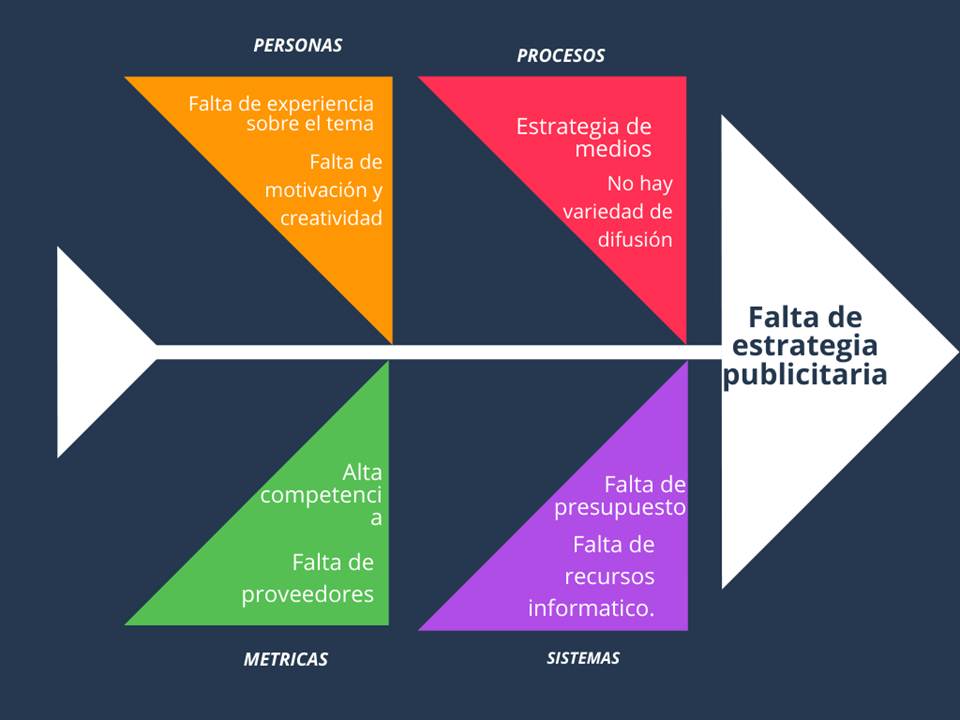 PERSONAS
PROCESOS
Falta de experiencia
sobre el tema
Falta de
motivación y
creatividad
Estrategia de
medios
No hay
variedad de
difusión
Falta de
estrategia
publicitaria
Alta
competenci
a
Falta de
proveedores
Falta de
presupuesto
Falta de
recursos
informatico.
METRICAS
SISTEMAS